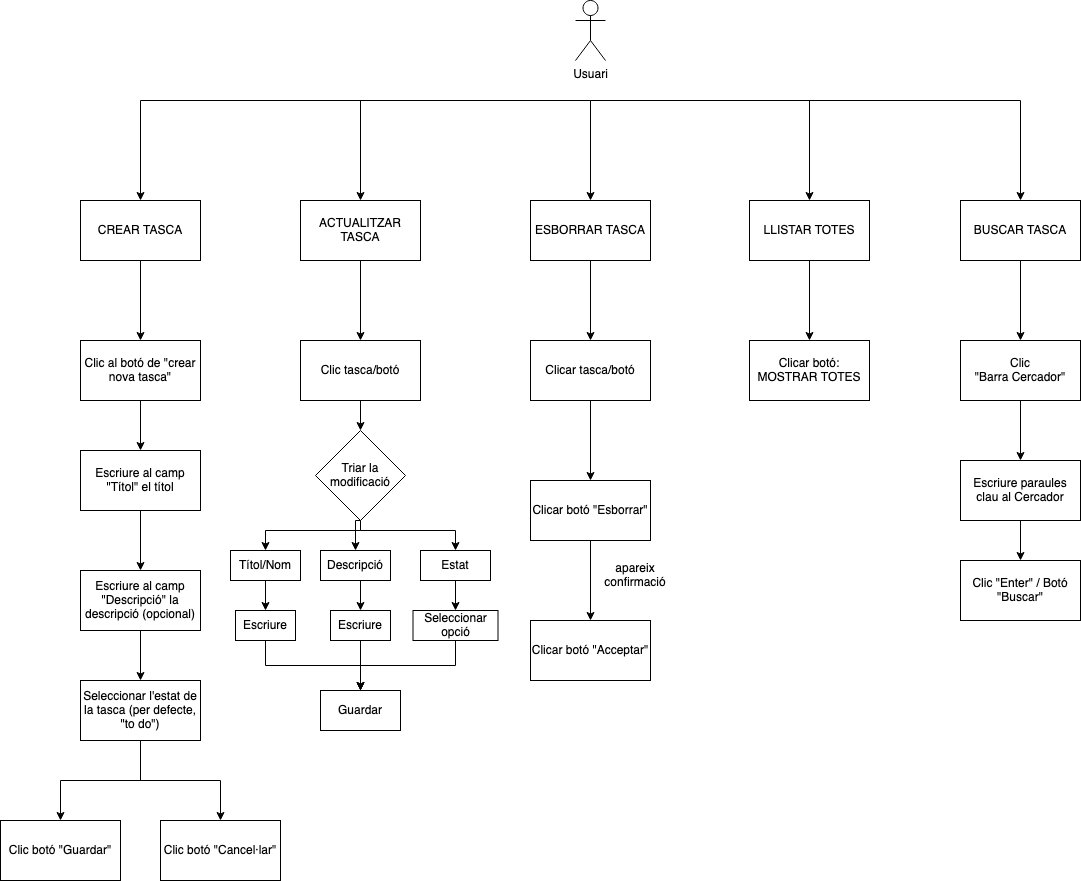 Usuari
CREAR TASCA
ACTUALITZAR
TASCA
ESBORRAR TASCA
LLISTAR TOTES
BUSCAR TASCA
Clic al botó de "crear
nova tasca"
Clic tasca/botó
Clicar tasca/botó
Clicar botó:
MOSTRAR TOTES
Clic
"Barra Cercador"
Escriure al camp
"Títol" el títol
Triar la
modificació
Clicar botó "Esborrar"
Escriure paraules
clau al Cercador
Títol/Nom
Descripció
Estat
apareix
confirmació
Clic "Enter" / Botó
"Buscar"
Escriure al camp
"Descripció" la
descripció (opcional)
Escriure
Escriure
Seleccionar
opció
Clicar botó "Acceptar"
Seleccionar l'estat de
la tasca (per defecte,
"to do")
Guardar
Clic botó "Guardar"
Clic botó "Cancel·lar"